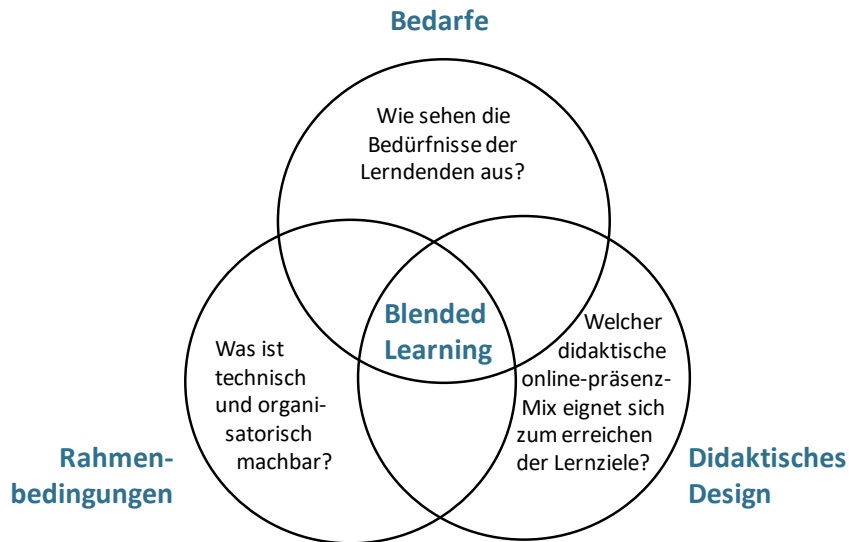 Bedarfe
Wie sehen die
Bedürfnisse der
Lerndenden aus?
Blended
Learning
Was ist
technisch
und organi-
satorisch
machbar?
Welcher
didaktische
online-präsenz-
Mix eignet sich
zum erreichen
der Lernziele?
Rahmen-
bedingungen
Didaktisches
Design